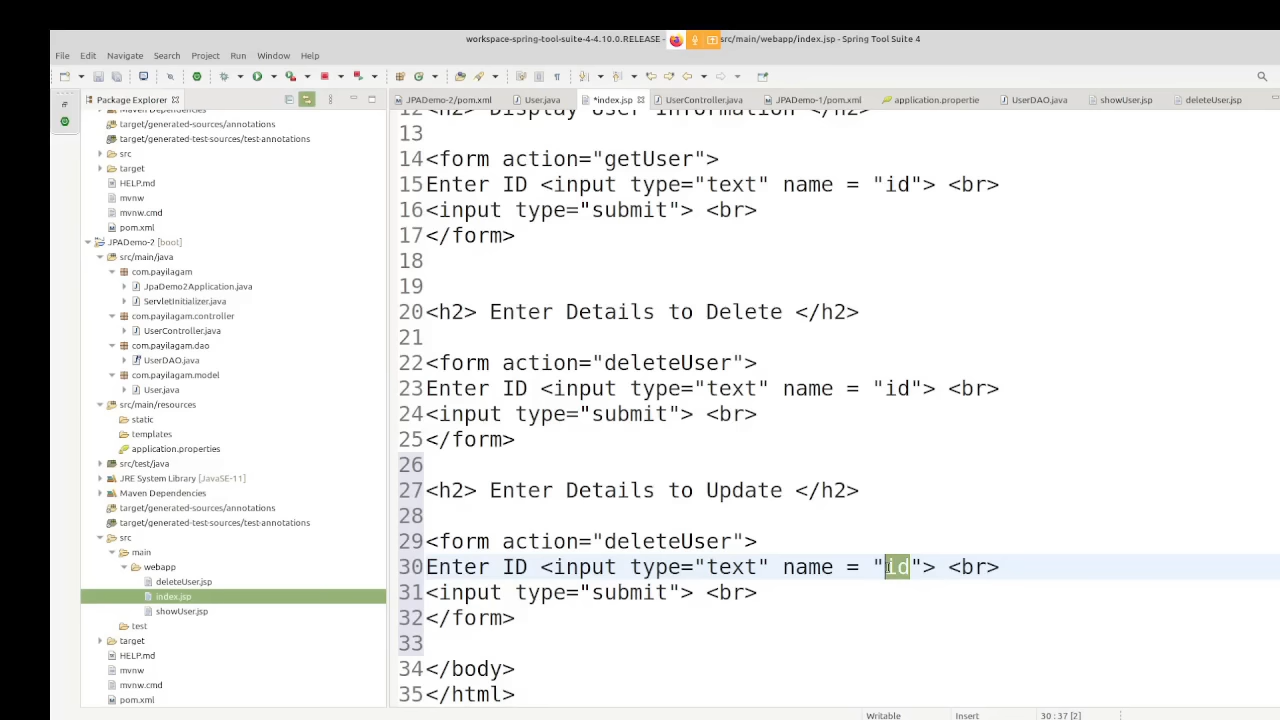 workspace-spring-tool-suite-4-4.10.0.RELEASE - src/main/webapp/index.jsp - Spring Tool Suite 4
File Edit Navigate Search Project Run Window Help
Package Explorer
JPADemo-2/pom.xml User.java *index.jsp UserController.java JPADemo-1/pom.xml application.propertie UserDAO.java showUser.jsp deleteUser.jsp
Maven Dependencies
target/generated-sources/annotations
target/generated-test-sources/test-annotations
src
target
HELP.md
mvnw
mvnw.cmd
pom.xml
JPADemo-2 [boot]
src/main/java
com.payilagam
JpaDemo2Application.java
ServletInitializer.java
com.payilagam.controller
UserController.java
com.payilagam.dao
UserDAO.java
com.payilagam.model
User.java
src/main/resources
static
templates
application.properties
src/test/java
JRE System Library [JavaSE-11]
Maven Dependencies
target/generated-sources/annotations
target/generated-test-sources/test-annotations
src
main
webapp
deleteUser.jsp
index.jsp
showUser.jsp
test
target
HELP.md
mvnw
mvnw.cmd
pom.xml
12 <h2> Display User Information </h2>
13
14 <form action="getUser">
15 Enter ID <input type="text" name = "id"> <br>
16 <input type="submit"> <br>
17 </form>
18
19
20 <h2> Enter Details to Delete </h2>
21
22 <form action="deleteUser">
23 Enter ID <input type="text" name = "id"> <br>
24 <input type="submit"> <br>
25 </form>
26
27 <h2> Enter Details to Update </h2>
28
29 <form action="deleteUser">
30 Enter ID <input type="text" name = "id"> <br>
31 <input type="submit"> <br>
32 </form>
33
34 </body>
35 </html>
Writable Insert 30 : 37 [2]